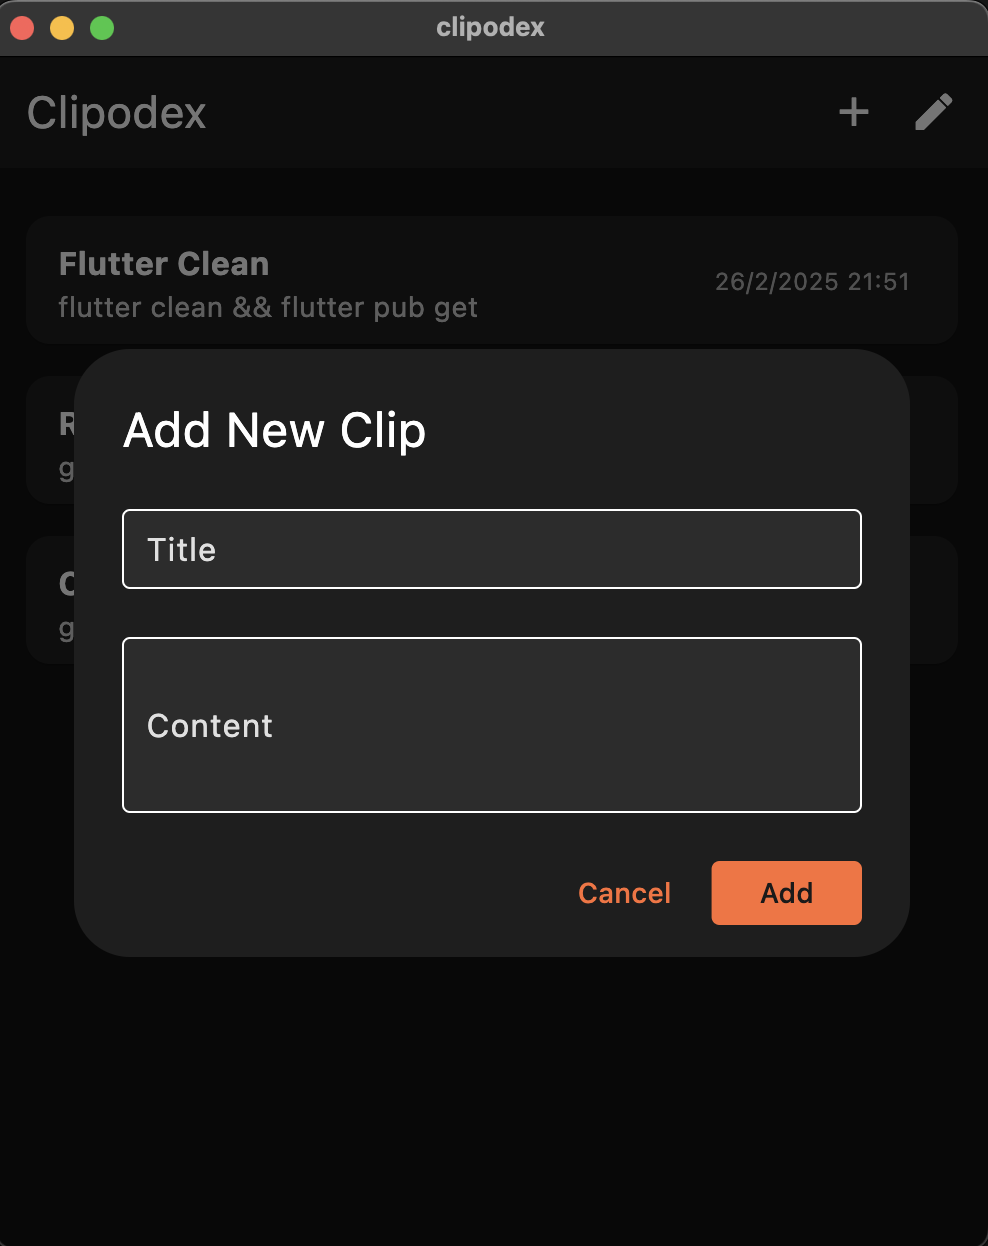 clipodex
Clipodex
Flutter Clean
26/2/2025 21:51
flutter clean && flutter pub get
Add New Clip
Title
Content
Cancel
Add